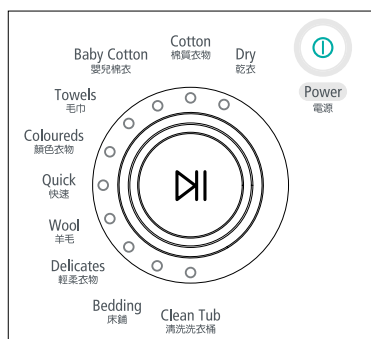 Cotton
棉質衣物
Dry
乾衣
Baby Cotton
嬰兒棉衣
Power
電源
Towels
毛巾
Coloureds
顏色衣物
Quick
快速
Wool
羊毛
Delicates
輕柔衣物
Bedding
床鋪
Clean Tub
清洗洗衣桶